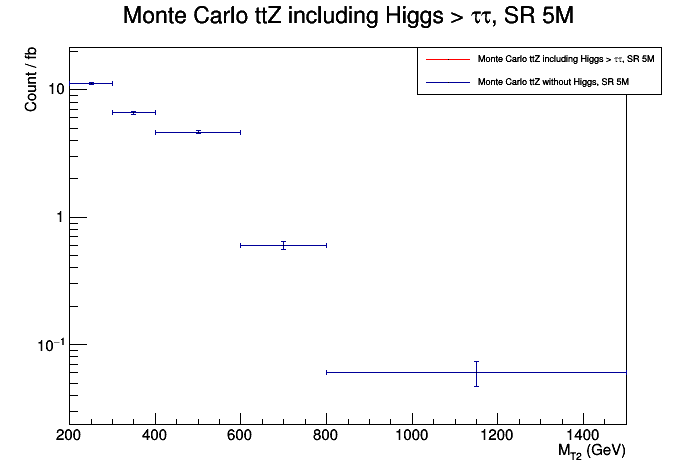 Monte Carlo ttZ including Higgs > ττ, SR 5M
Count / fb
Monte Carlo ttZ including Higgs > ττ, SR 5M
Monte Carlo ttZ without Higgs, SR 5M
10
1
10⁻¹
200 400 600 800 1000 1200 1400
M_T2 (GeV)